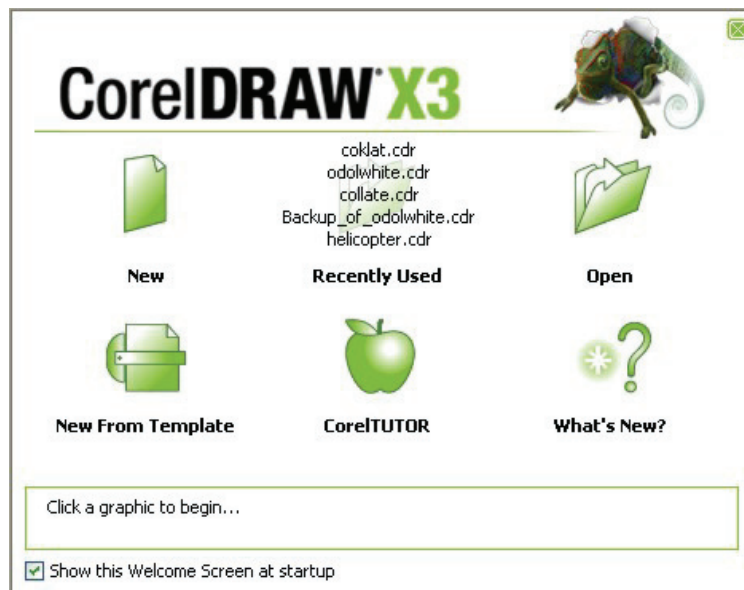 CorelDRAW X3
coklat.cdr
odolwhite.cdr
collate.cdr
Backup_of_odolwhite.cdr
helicopter.cdr
New
Recently Used
Open
New From Template
CorelTUTOR
What's New?
Click a graphic to begin...
Show this Welcome Screen at startup